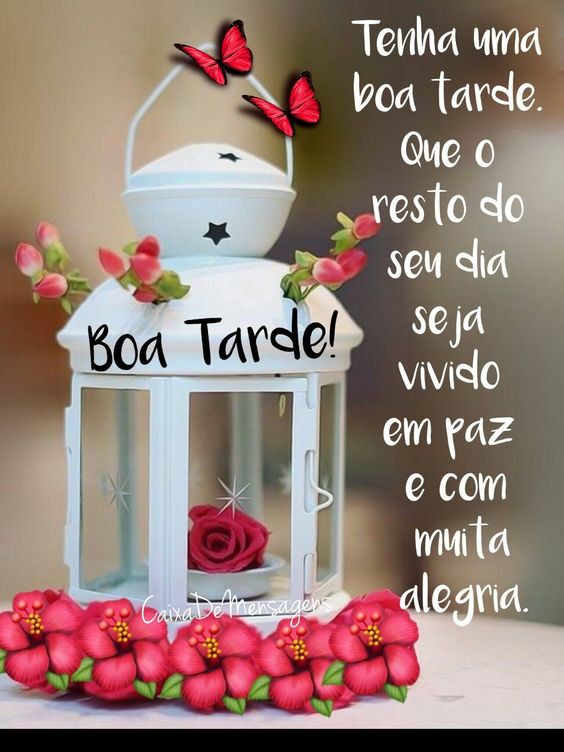 Tenha uma
boa tarde.
Que o
resto do
seu dia
seja
vivido
em paz
e com
muita
alegria.
Boa Tarde!
CaixaDeMensagens